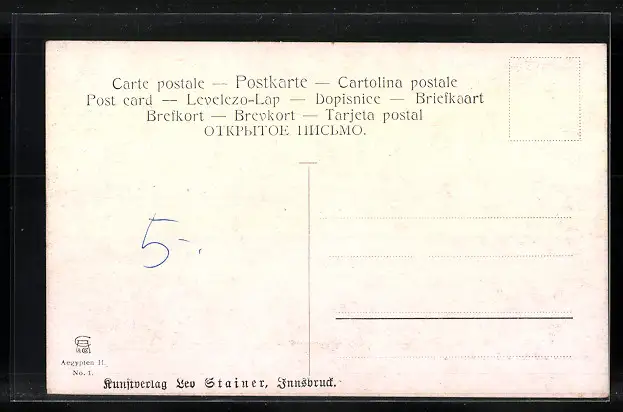 Carte postale — Postkarte — Cartolina postale
Post card — Levelezo-Lap — Dopisnice — Briefkaart
Brefkort — Brevkort — Tarjeta postal
ОТКРЫТОЕ ПИСЬМО.
5-.
Aegypten II.
No. 1.
Kunstverlag Leo Stainer, Innsbruck.